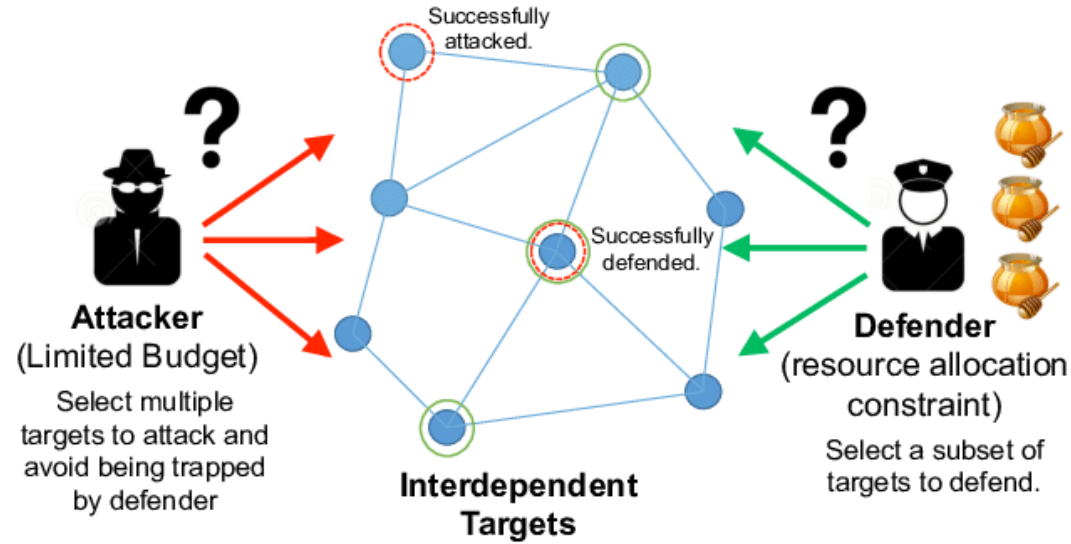 Successfully
attacked.
?
?
Successfully
defended.
Attacker
(Limited Budget)
Select multiple
targets to attack and
avoid being trapped
by defender
Interdependent
Targets
Defender
(resource allocation
constraint)
Select a subset of
targets to defend.